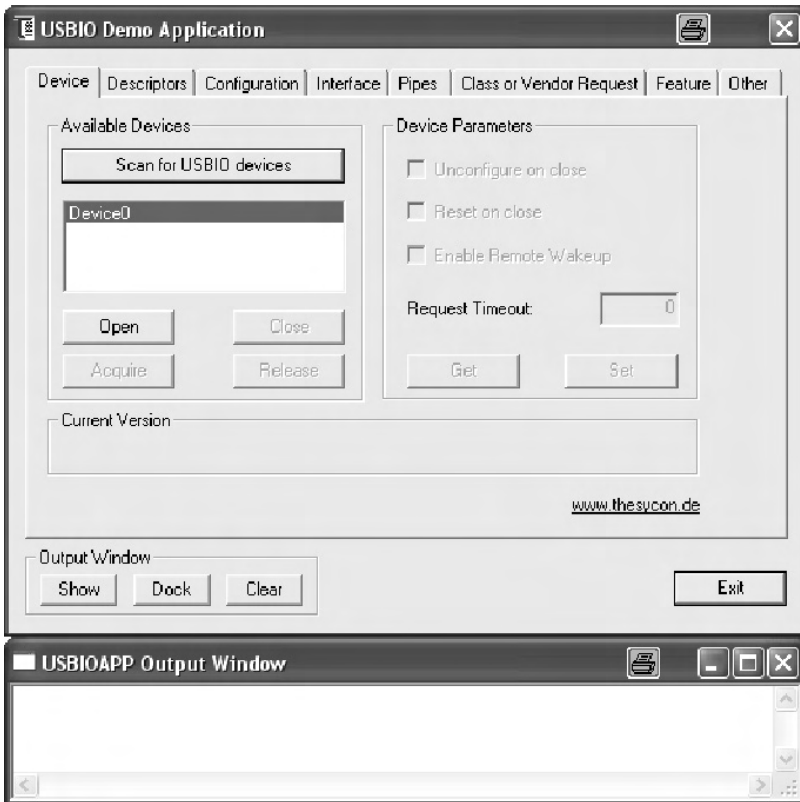 USBIO Demo Application
Device Descriptors Configuration Interface Pipes Class or Vendor Request Feature Other
Available Devices
Scan for USBIO devices
Device0
Open Close
Acquire Release
Device Parameters
Unconfigure on close
Reset on close
Enable Remote Wakeup
Request Timeout: 0
Get Set
Current Version
www.thesycon.de
Output Window
Show Dock Clear
Exit
USBIOAPP Output Window